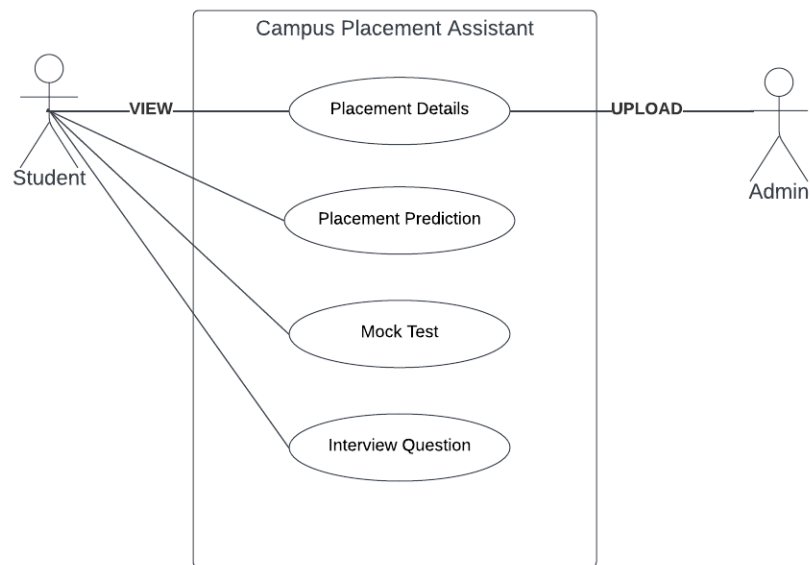 Campus Placement Assistant
VIEW
Placement Details
UPLOAD
Student
Admin
Placement Prediction
Mock Test
Interview Question